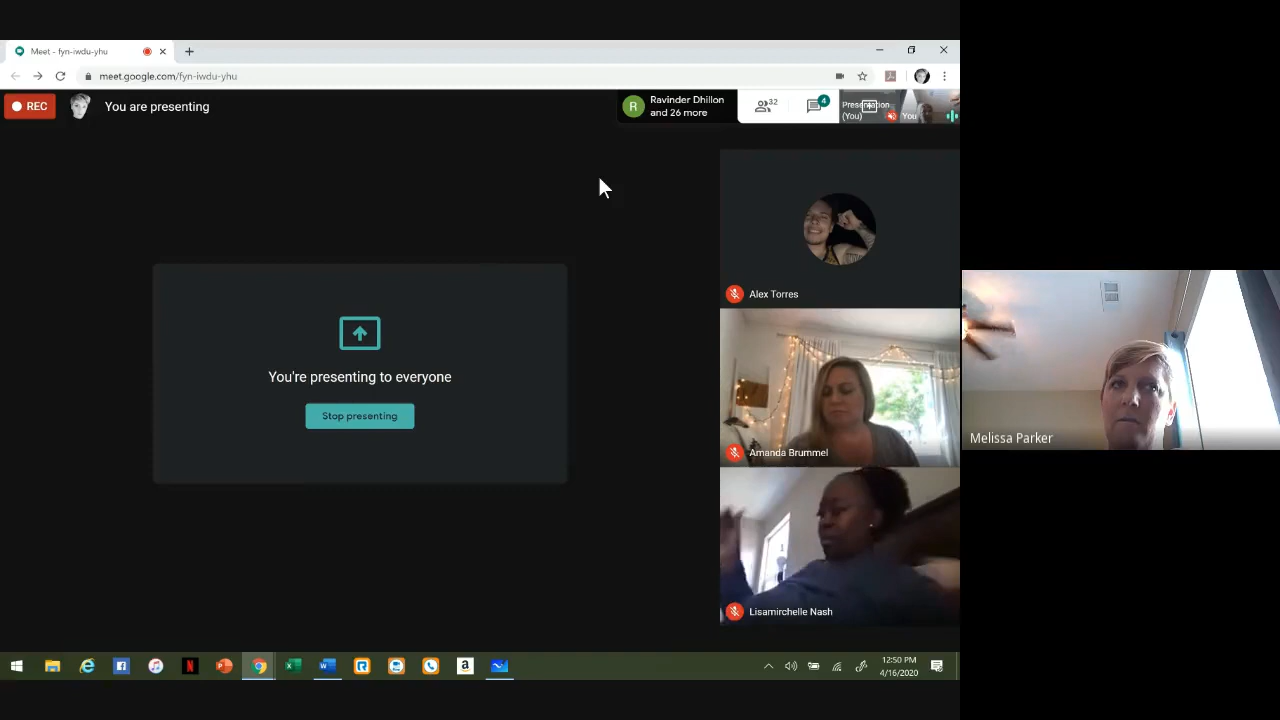 Meet - fyn-iwdu-yhu
meet.google.com/fyn-iwdu-yhu
REC
You are presenting
R
Ravinder Dhillon
and 26 more
32
4
Presentation
(You)
You
Alex Torres
You're presenting to everyone
Stop presenting
Amanda Brummel
Melissa Parker
Lisamirchelle Nash
12:50 PM
4/16/2020